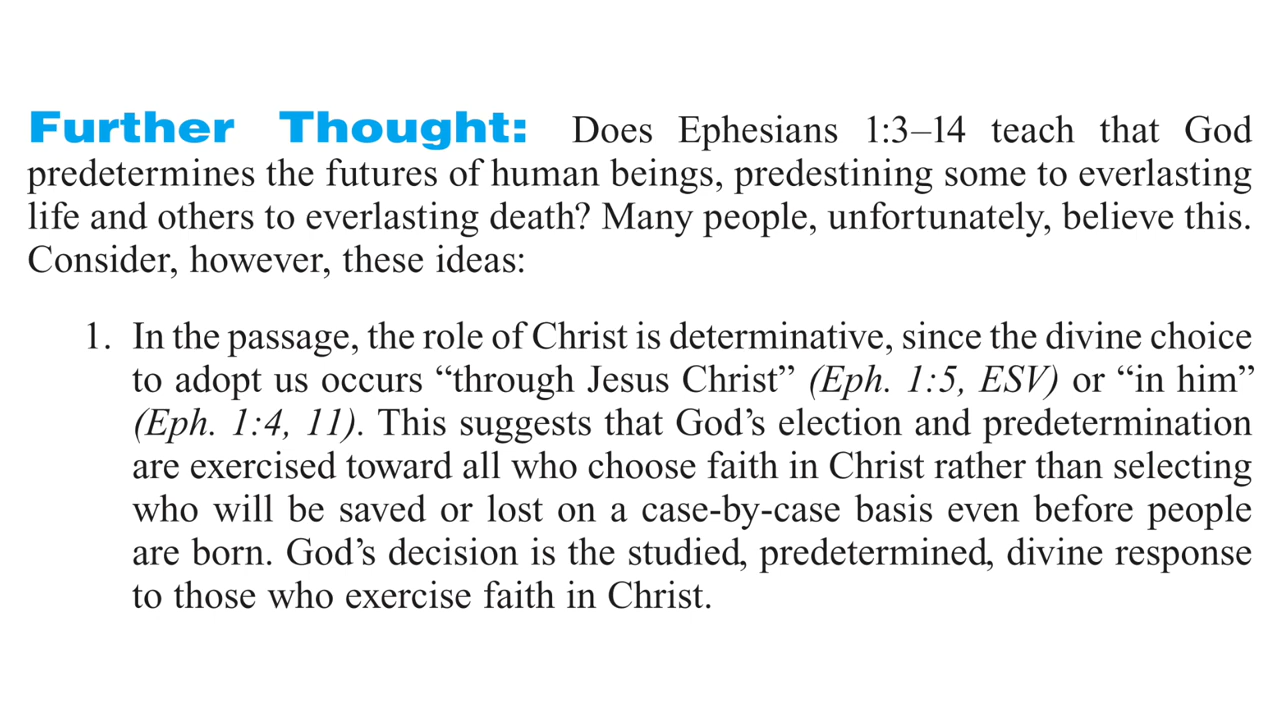 Further Thought: Does Ephesians 1:3–14 teach that God
predetermines the futures of human beings, predestining some to everlasting
life and others to everlasting death? Many people, unfortunately, believe this.
Consider, however, these ideas:
1. In the passage, the role of Christ is determinative, since the divine choice
to adopt us occurs “through Jesus Christ” (Eph. 1:5, ESV) or “in him”
(Eph. 1:4, 11). This suggests that God’s election and predetermination
are exercised toward all who choose faith in Christ rather than selecting
who will be saved or lost on a case-by-case basis even before people
are born. God’s decision is the studied, predetermined, divine response
to those who exercise faith in Christ.